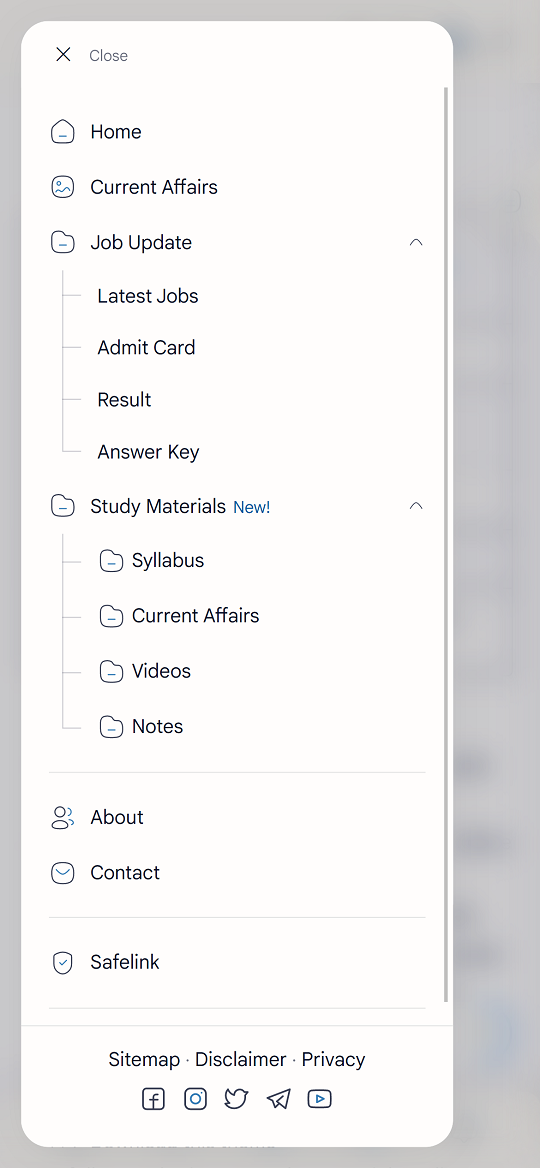 Close
Home
Current Affairs
Job Update
Latest Jobs
Admit Card
Result
Answer Key
Study Materials New!
Syllabus
Current Affairs
Videos
Notes
About
Contact
Safelink
Sitemap · Disclaimer · Privacy